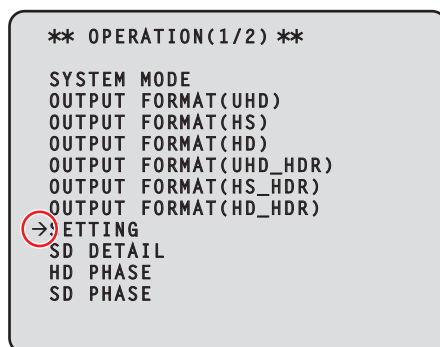 ** OPERATION(1/2) **
SYSTEM MODE
OUTPUT FORMAT(UHD)
OUTPUT FORMAT(HS)
OUTPUT FORMAT(HD)
OUTPUT FORMAT(UHD_HDR)
OUTPUT FORMAT(HS_HDR)
OUTPUT FORMAT(HD_HDR)
→SETTING
SD DETAIL
HD PHASE
SD PHASE